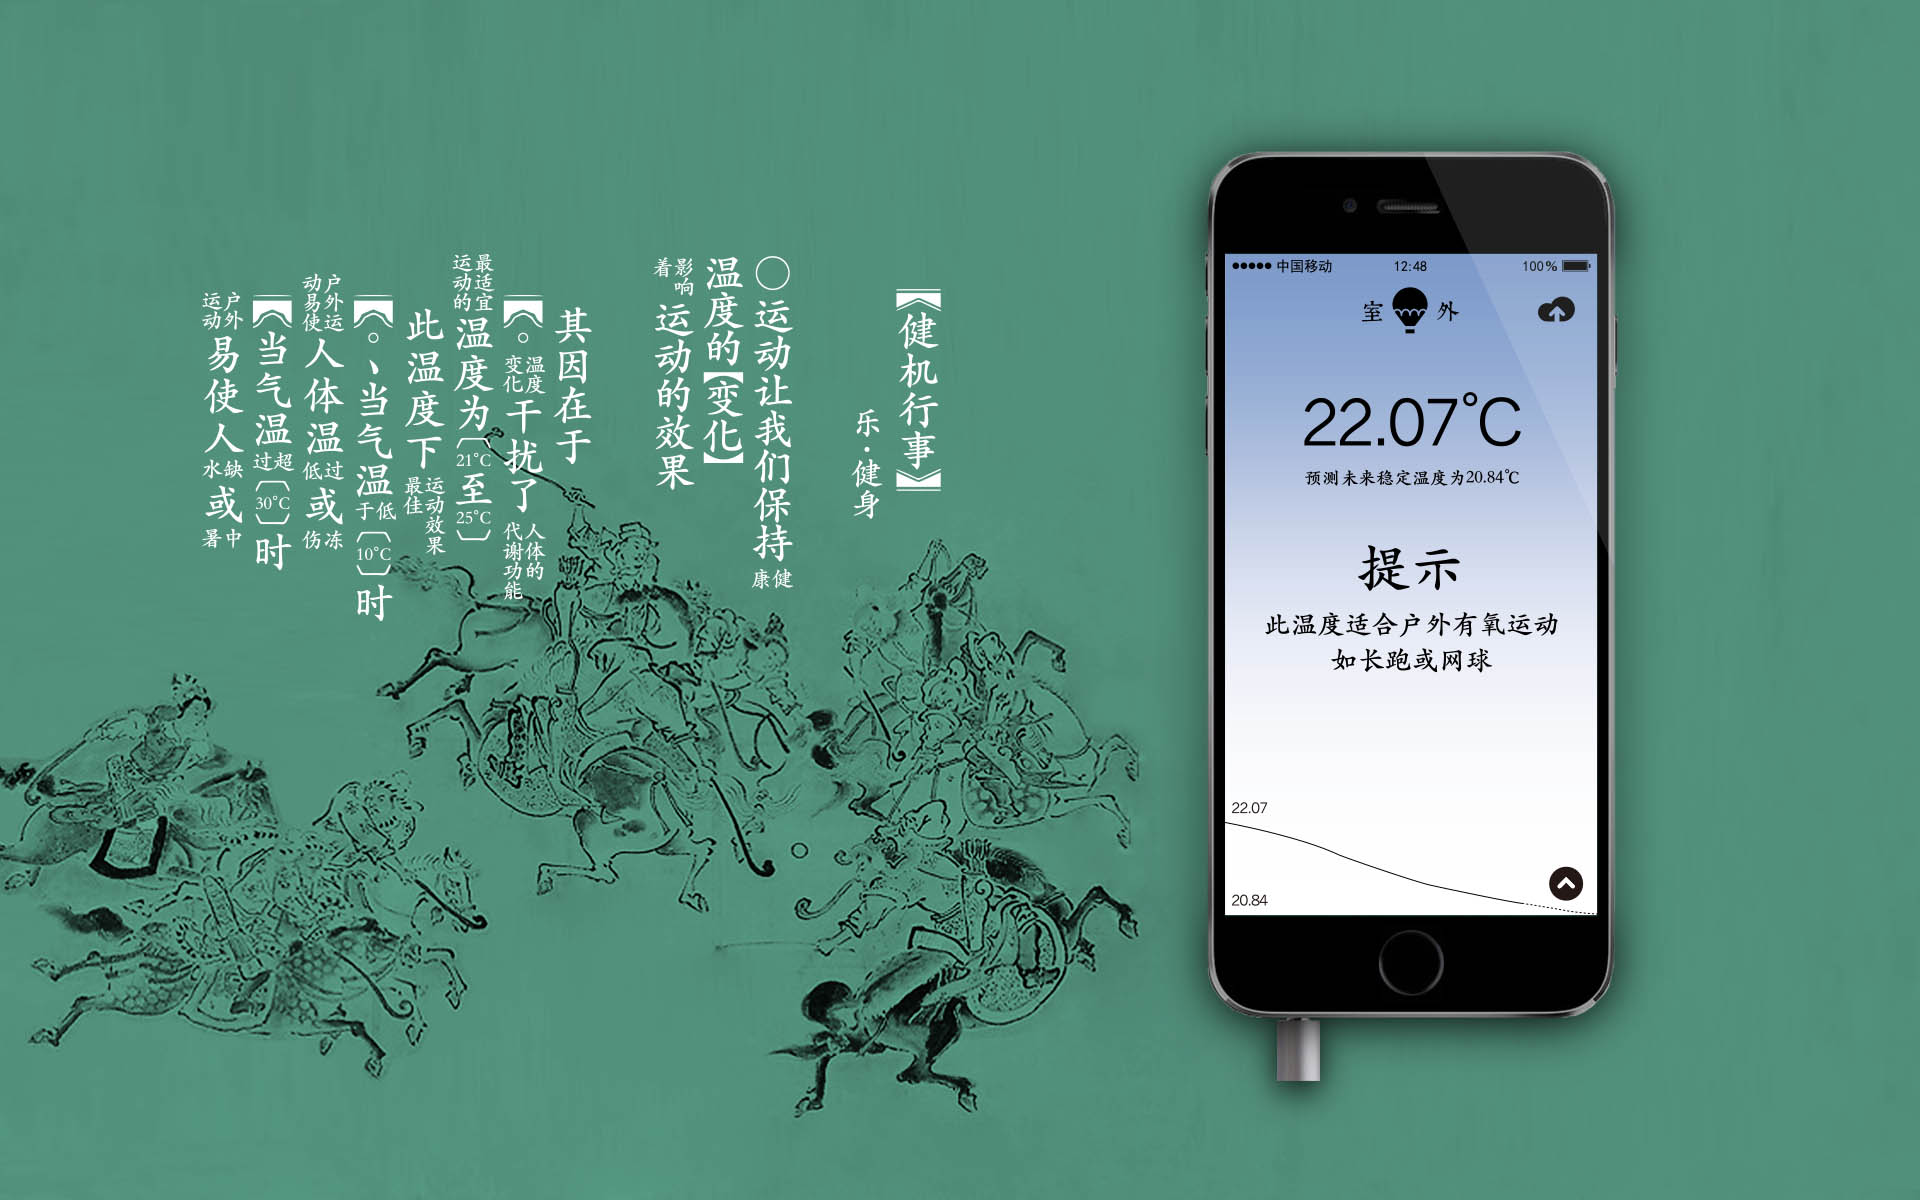 《健机行事》
乐·健身
〇运动让我们保持健康
温度的【变化】
影响着运动的效果
其因在于
。温度变化干扰了人体的代谢功能
最适宜运动的温度为〔21℃〕至〔25℃〕
此温度下运动效果最佳
。、当气温低于〔10℃〕时
户外运动易使人体温过低或冻伤
当气温超过〔30℃〕时
户外运动易使人缺水或中暑
中国移动 12:48 100%
室 外
22.07℃
预测未来稳定温度为20.84℃
提示
此温度适合户外有氧运动
如长跑或网球
22.07
20.84